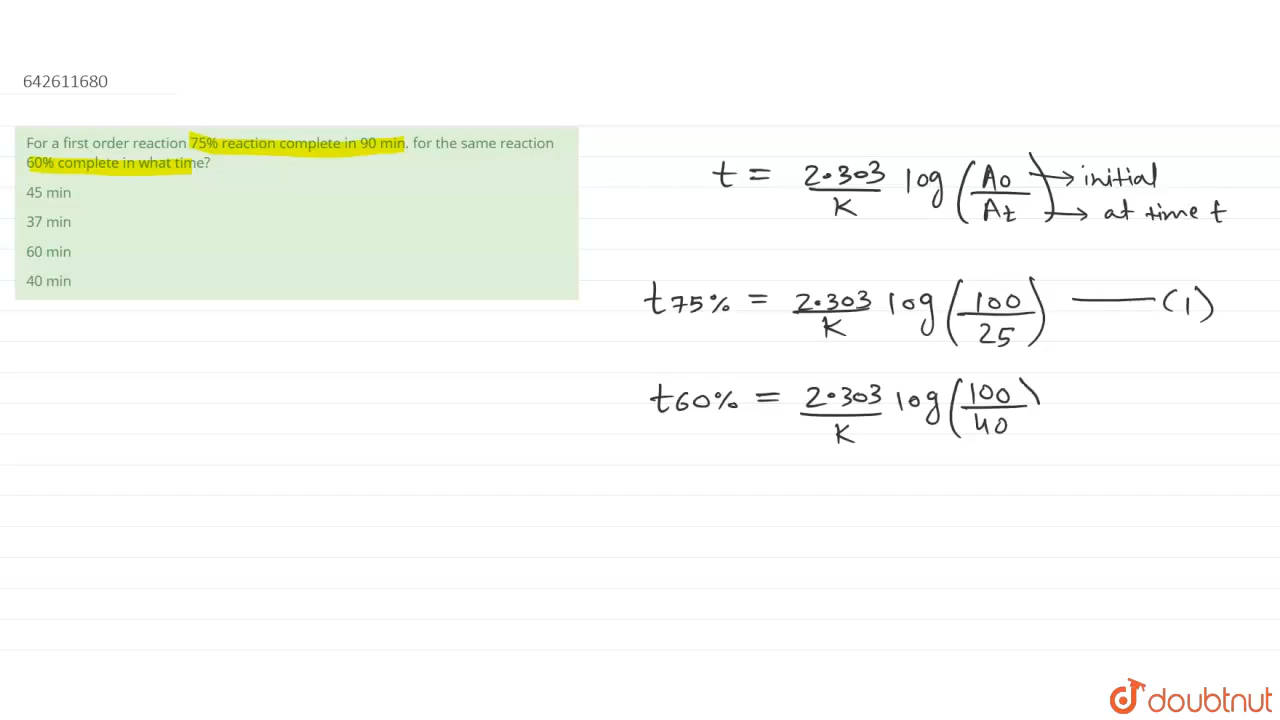 642611680
For a first order reaction 75% reaction complete in 90 min. for the same reaction
60% complete in what time?
45 min
37 min
60 min
40 min
t = 2.303/K log (A0/At) → initial → at time t
t75% = 2.303/K log (100/25) —— (1)
t60% = 2.303/K log (100/40)
doubtnut